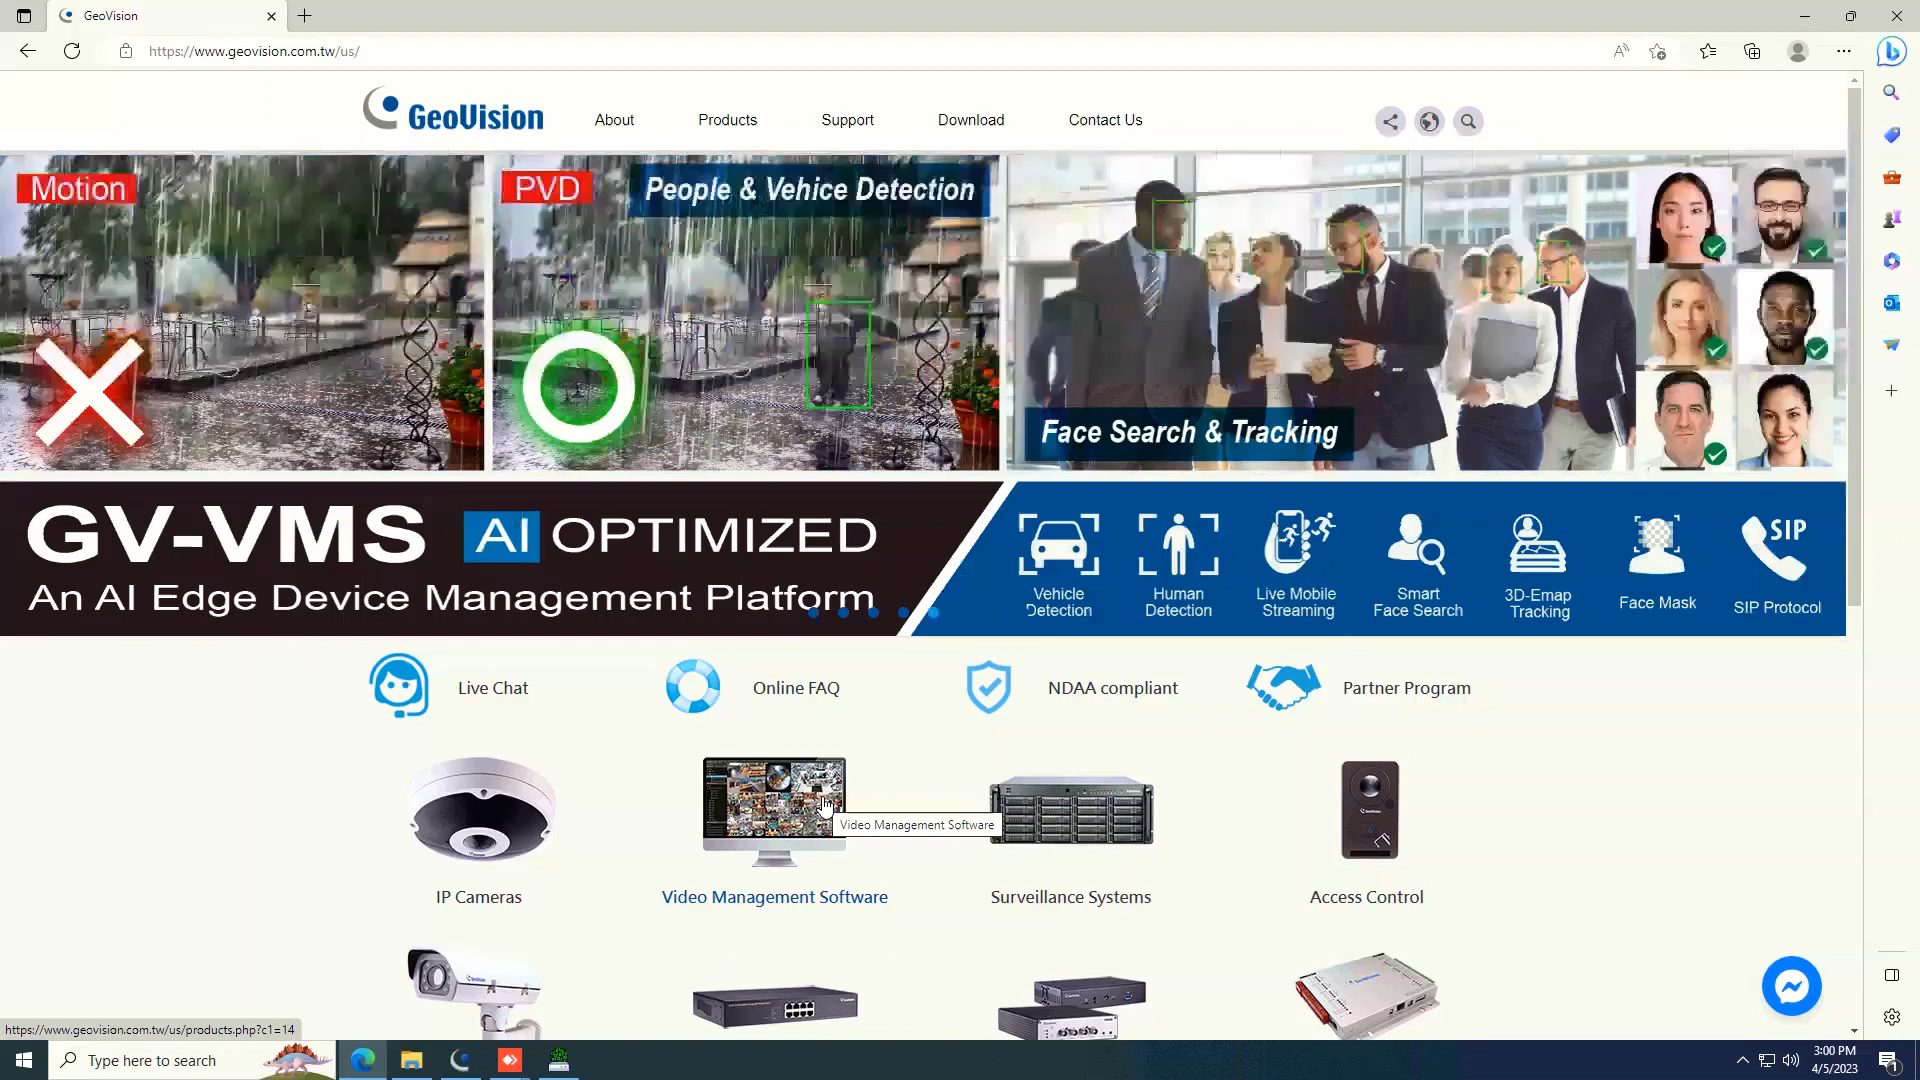 GeoVision
https://www.geovision.com.tw/us/
GeoVision
About
Products
Support
Download
Contact Us
Motion
PVD
People & Vehice Detection
Face Search & Tracking
GV-VMS AI OPTIMIZED
An AI Edge Device Management Platform
Vehicle
Detection
Human
Detection
Live Mobile
Streaming
Smart
Face Search
3D-Emap
Tracking
Face Mask
SIP
SIP Protocol
Live Chat
Online FAQ
NDAA compliant
Partner Program
Video Management Software
IP Cameras
Video Management Software
Surveillance Systems
Access Control
https://www.geovision.com.tw/us/products.php?c1=14
Type here to search
3:00 PM
4/5/2023
1